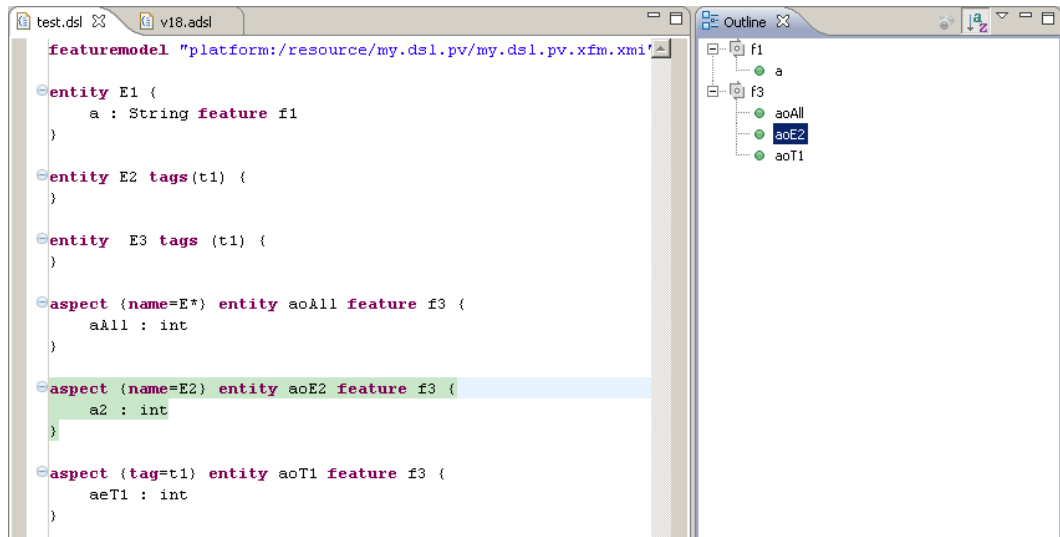 test.dsl
v18.adsl
featuremodel "platform:/resource/my.dsl.pv/my.dsl.pv.xfm.xmi"
entity E1 {
a : String feature f1
}
entity E2 tags(t1) {
}
entity E3 tags (t1) {
}
aspect (name=E*) entity aoAll feature f3 {
aAll : int
}
aspect (name=E2) entity aoE2 feature f3 {
a2 : int
}
aspect (tag=t1) entity aoT1 feature f3 {
aeT1 : int
}
Outline
f1
a
f3
aoAll
aoE2
aoT1